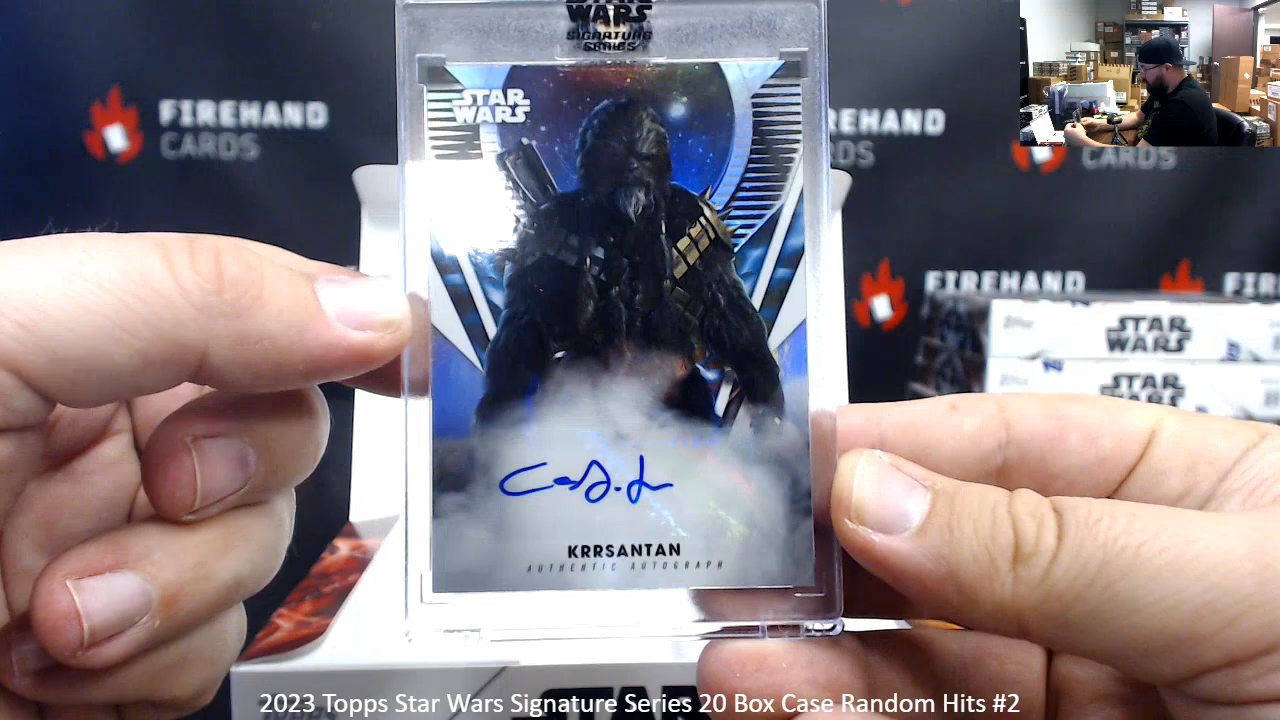 STAR
WARS
SIGNATURE
SERIES
STAR
WARS
KRRSANTAN
AUTHENTIC AUTOGRAPH
FIREHAND
CARDS
FIREHAND
CARDS
CARDS
FIREHAND
FIREHAND
STAR
WARS
STAR
WARS
2023 Topps Star Wars Signature Series 20 Box Case Random Hits #2